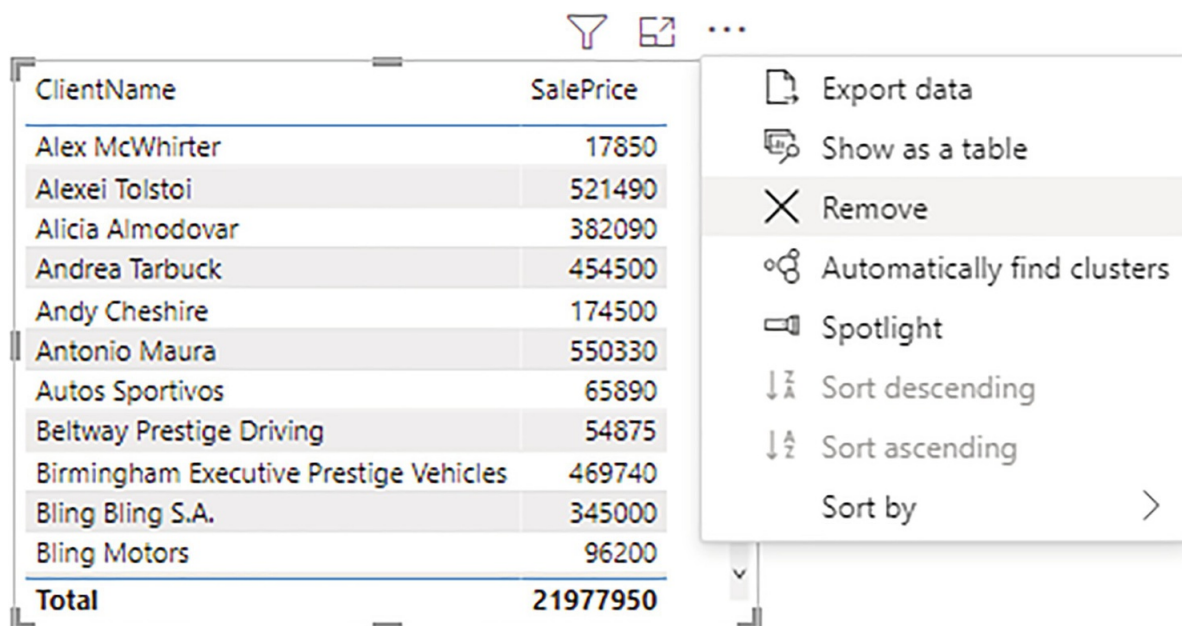 ClientName SalePrice
Alex McWhirter 17850
Alexei Tolstoi 521490
Alicia Almodovar 382090
Andrea Tarbuck 454500
Andy Cheshire 174500
Antonio Maura 550330
Autos Sportivos 65890
Beltway Prestige Driving 54875
Birmingham Executive Prestige Vehicles 469740
Bling Bling S.A. 345000
Bling Motors 96200
Total 21977950
Export data
Show as a table
Remove
Automatically find clusters
Spotlight
Sort descending
Sort ascending
Sort by